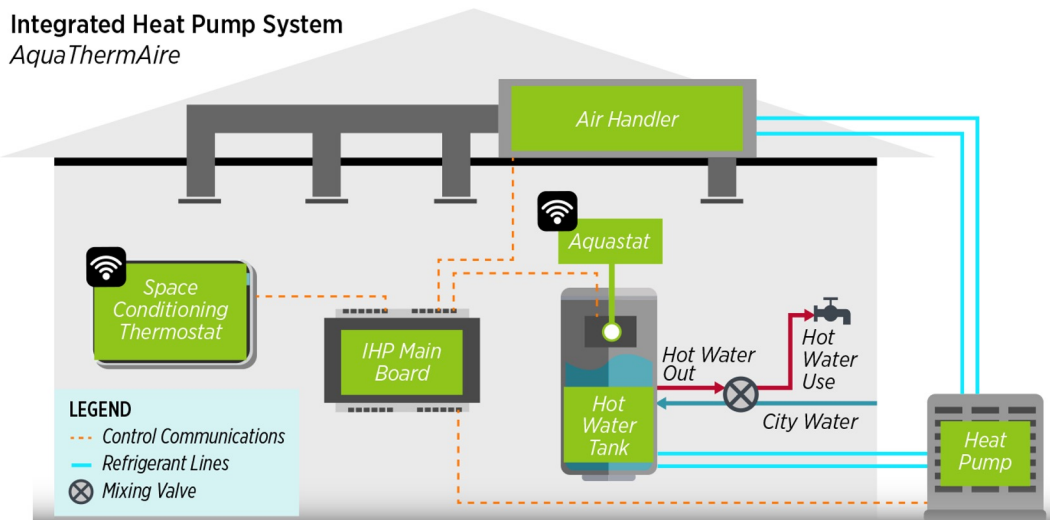 Integrated Heat Pump System
AquaThermAire
Air Handler
Aquastat
Space
Conditioning
Thermostat
IHP Main
Board
Hot Water
Out
Hot
Water
Use
Hot
Water
Tank
City Water
Heat
Pump
LEGEND
Control Communications
Refrigerant Lines
Mixing Valve